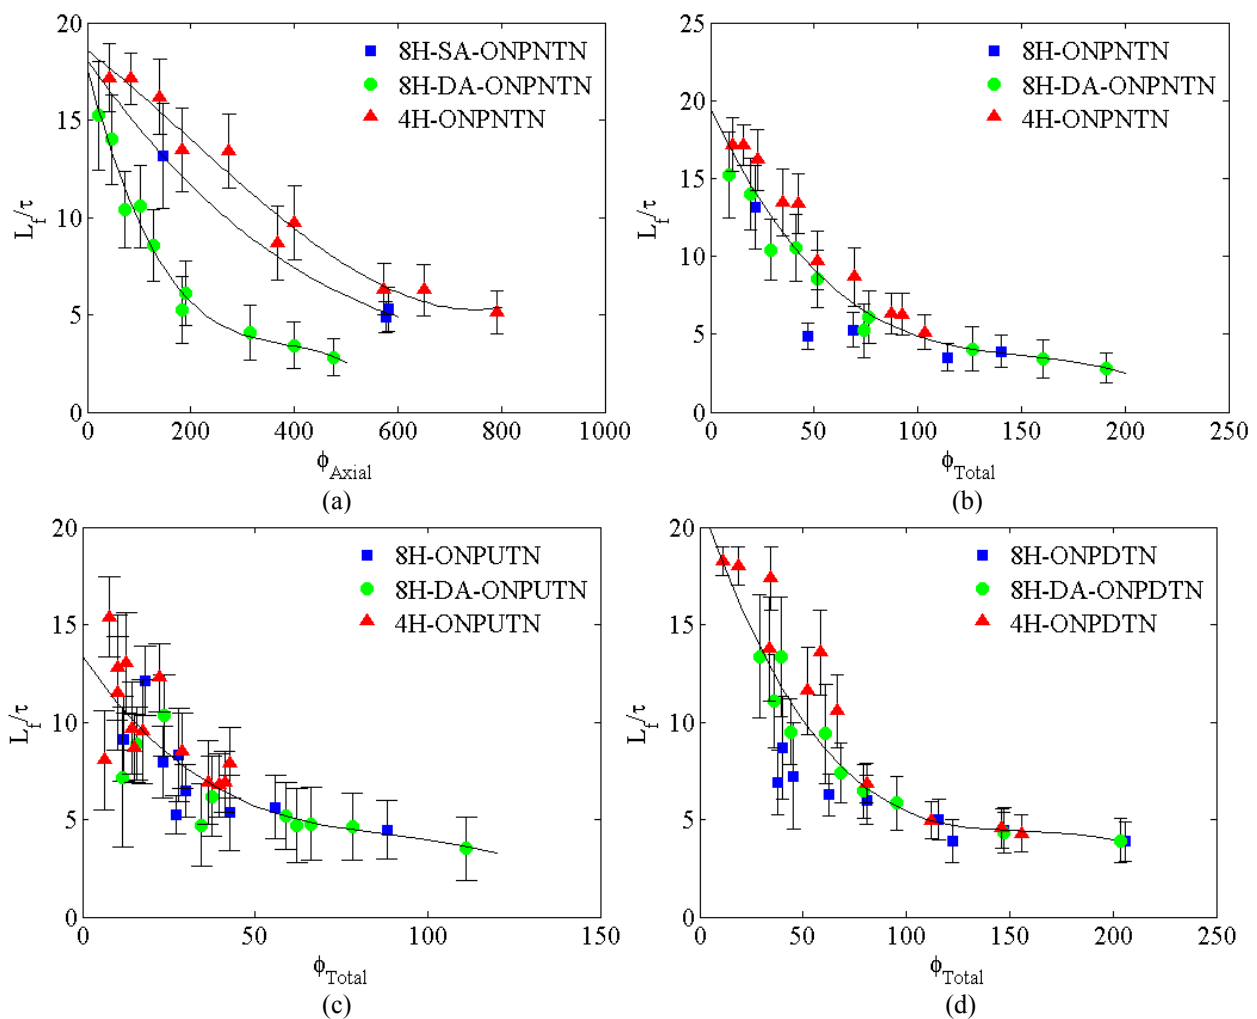 20
15
10
5
0
L_f/τ
8H-SA-ONPNTN
8H-DA-ONPNTN
4H-ONPNTN
0 200 400 600 800 1000
ϕ_Axial
(a)
25
20
15
10
5
0
L_f/τ
8H-ONPNTN
8H-DA-ONPNTN
4H-ONPNTN
0 50 100 150 200 250
ϕ_Total
(b)
20
15
10
5
0
L_f/τ
8H-ONPUTN
8H-DA-ONPUTN
4H-ONPUTN
0 50 100 150
ϕ_Total
(c)
20
15
10
5
0
L_f/τ
8H-ONPDTN
8H-DA-ONPDTN
4H-ONPDTN
0 50 100 150 200 250
ϕ_Total
(d)